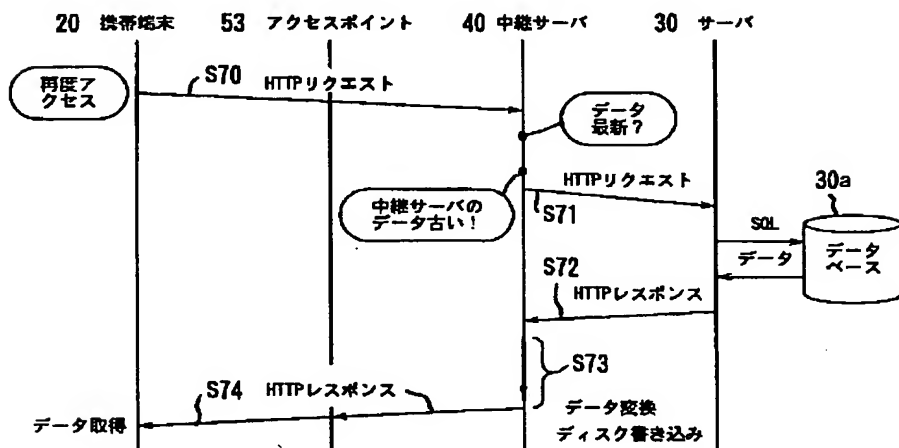 20 携帯端末
53 アクセスポイント
40 中継サーバ
30 サーバ
再度ア
クセス
S70
HTTPリクエスト
データ
最新？
中継サーバの
データ古い！
HTTPリクエスト
S71
30a
SQL
データ
データ
ベース
S72
HTTPレスポンス
S73
S74
HTTPレスポンス
データ取得
データ変換
ディスク書き込み